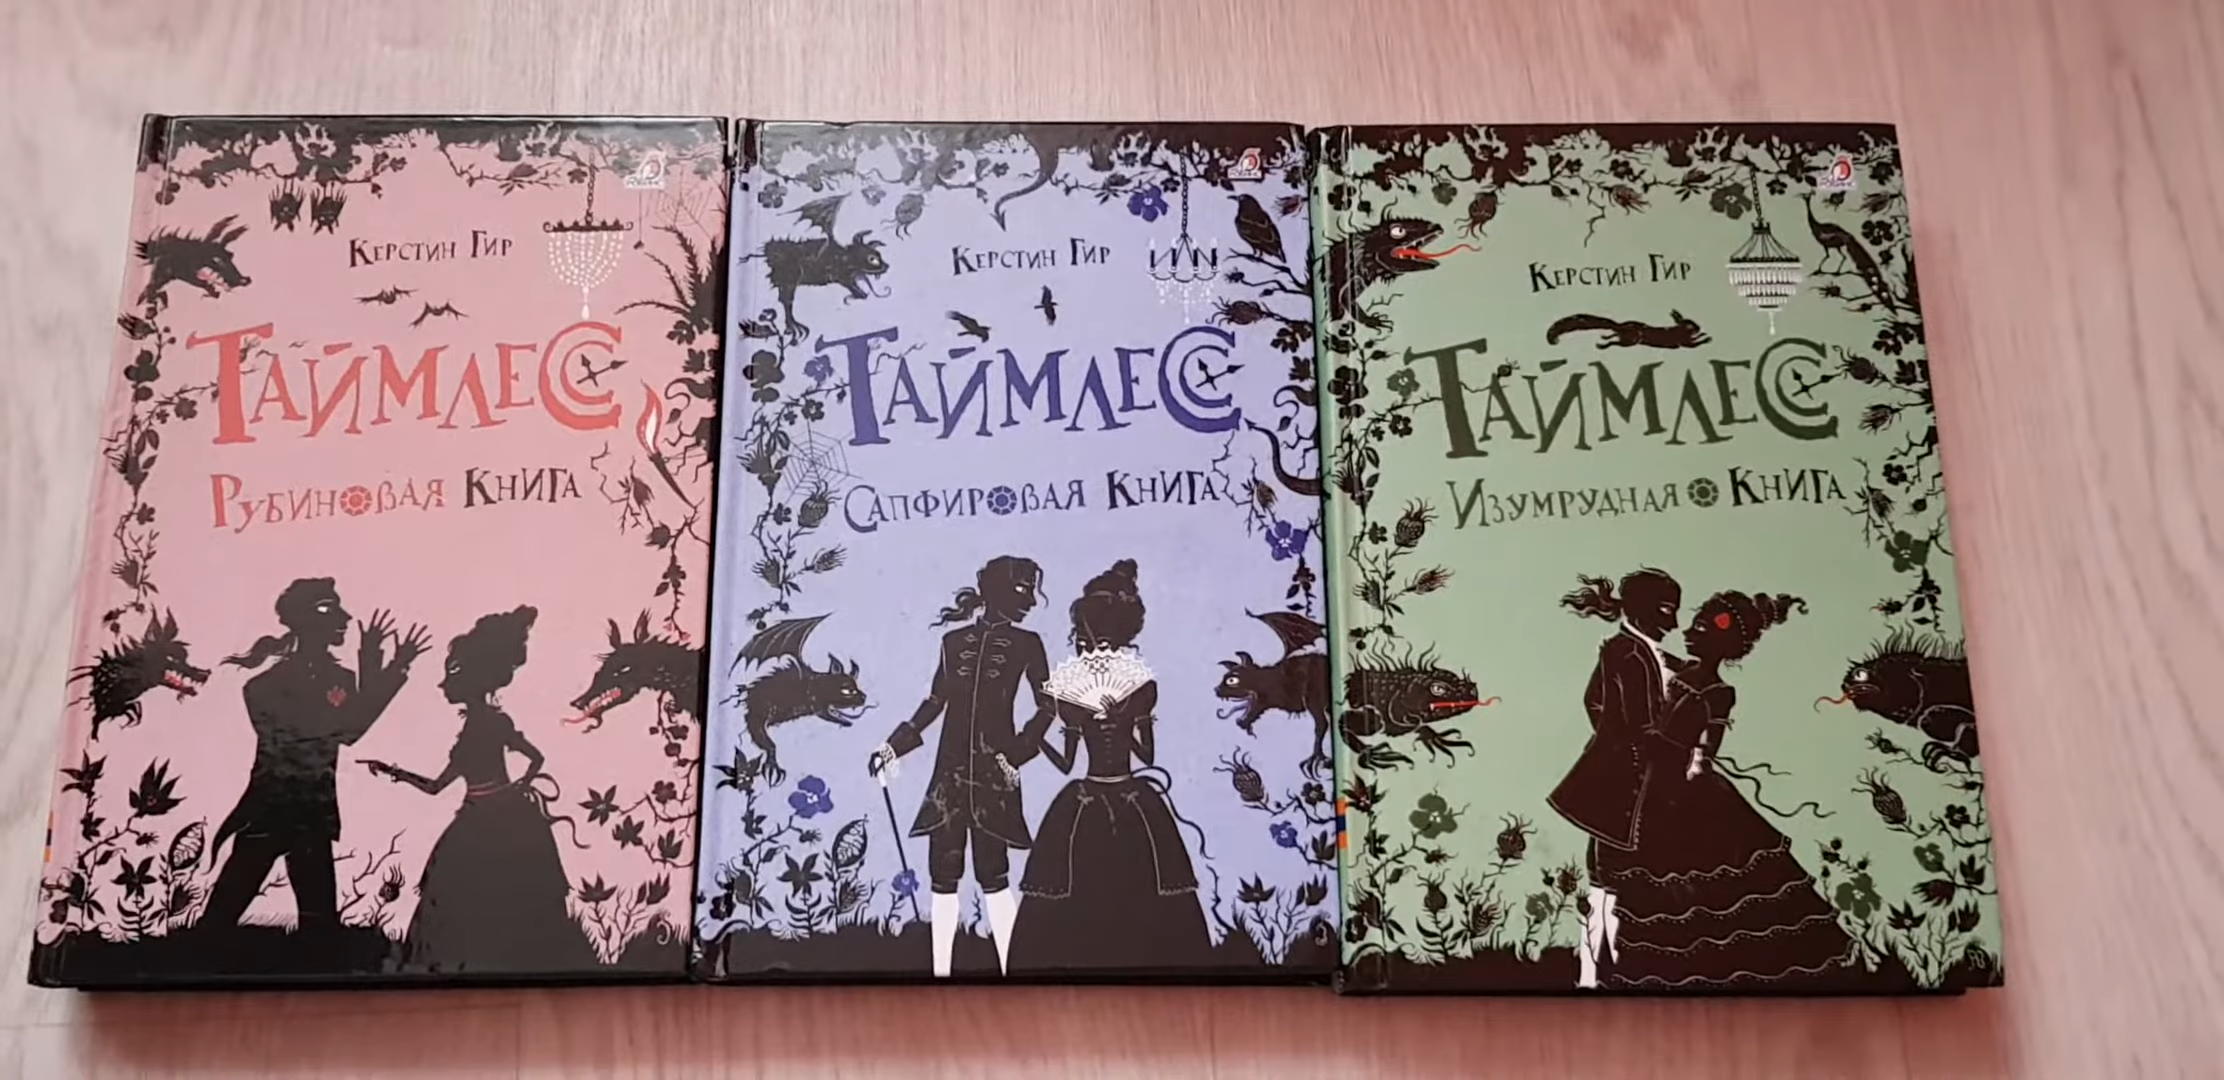 Керстин Гир
Таймлесс
Рубиновая Книга
Керстин Гир
Таймлесс
Сапфировая Книга
Керстин Гир
Таймлесс
Изумрудная Книга